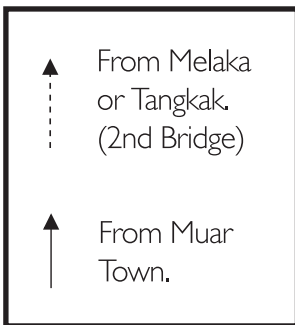 From Melaka
or Tangkak.
(2nd Bridge)
From Muar
Town.